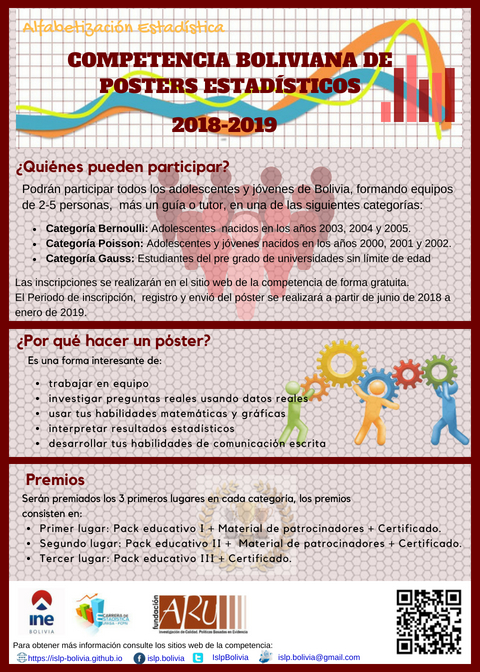 Alfabetización Estadística
COMPETENCIA BOLIVIANA DE
POSTERS ESTADÍSTICOS
2018-2019
¿Quiénes pueden participar?
Podrán participar todos los adolescentes y jóvenes de Bolivia, formando equipos
de 2-5 personas, más un guía o tutor, en una de las siguientes categorías:
• Categoría Bernoulli: Adolescentes nacidos en los años 2003, 2004 y 2005.
• Categoría Poisson: Adolescentes y jóvenes nacidos en los años 2000, 2001 y 2002.
• Categoría Gauss: Estudiantes del pre grado de universidades sin límite de edad
Las inscripciones se realizarán en el sitio web de la competencia de forma gratuita.
El Periodo de inscripción, registro y envió del póster se realizará a partir de junio de 2018 a
enero de 2019.
¿Por qué hacer un póster?
Es una forma interesante de:
• trabajar en equipo
• investigar preguntas reales usando datos reales
• usar tus habilidades matemáticas y gráficas
• interpretar resultados estadísticos
• desarrollar tus habilidades de comunicación escrita
Premios
Serán premiados los 3 primeros lugares en cada categoría, los premios
consisten en:
• Primer lugar: Pack educativo I + Material de patrocinadores + Certificado.
• Segundo lugar: Pack educativo II + Material de patrocinadores + Certificado.
• Tercer lugar: Pack educativo III + Certificado.
ine
BOLIVIA
CARRERA DE
ESTADÍSTICA
fundación
ARU
Investigación de Calidad, Políticas Basadas en Evidencia
Para obtener más información consulte los sitios web de la competencia:
https://islp-bolivia.github.io
islp.bolivia
IslpBolivia
islp.bolivia@gmail.com